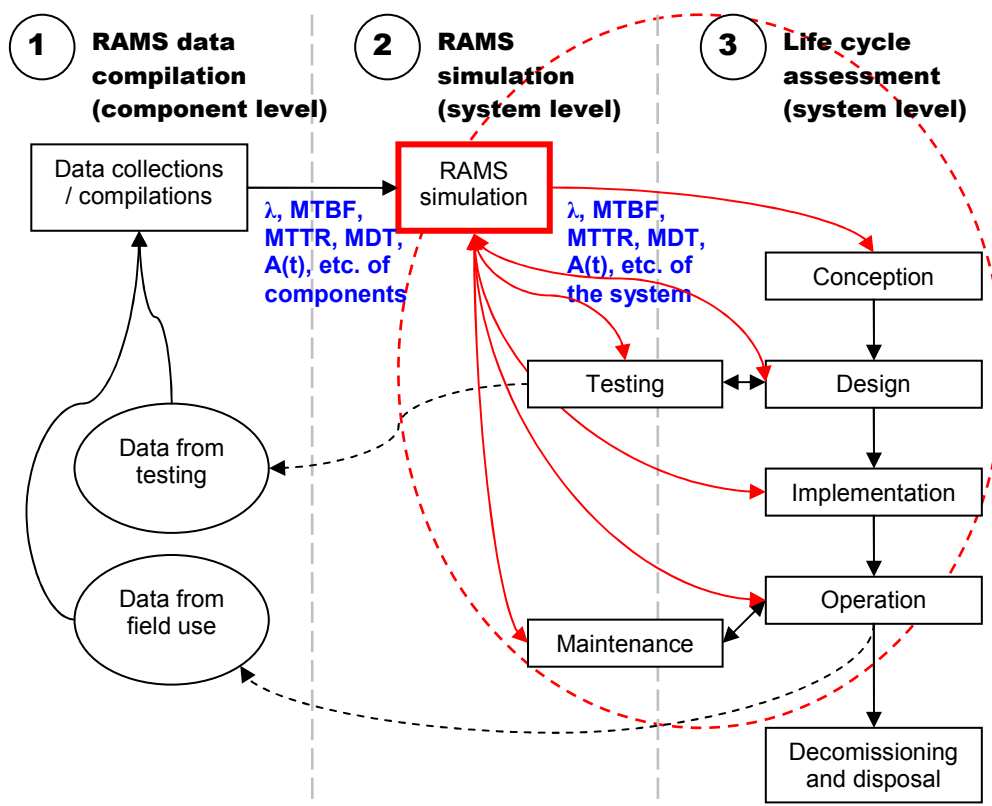 1
RAMS data
compilation
(component level)
2
RAMS
simulation
(system level)
3
Life cycle
assessment
(system level)
Data collections
/ compilations
λ, MTBF,
MTTR, MDT,
A(t), etc. of
components
RAMS
simulation
λ, MTBF,
MTTR, MDT,
A(t), etc. of
the system
Conception
Testing
Design
Data from
testing
Implementation
Data from
field use
Operation
Maintenance
Decomissioning
and disposal